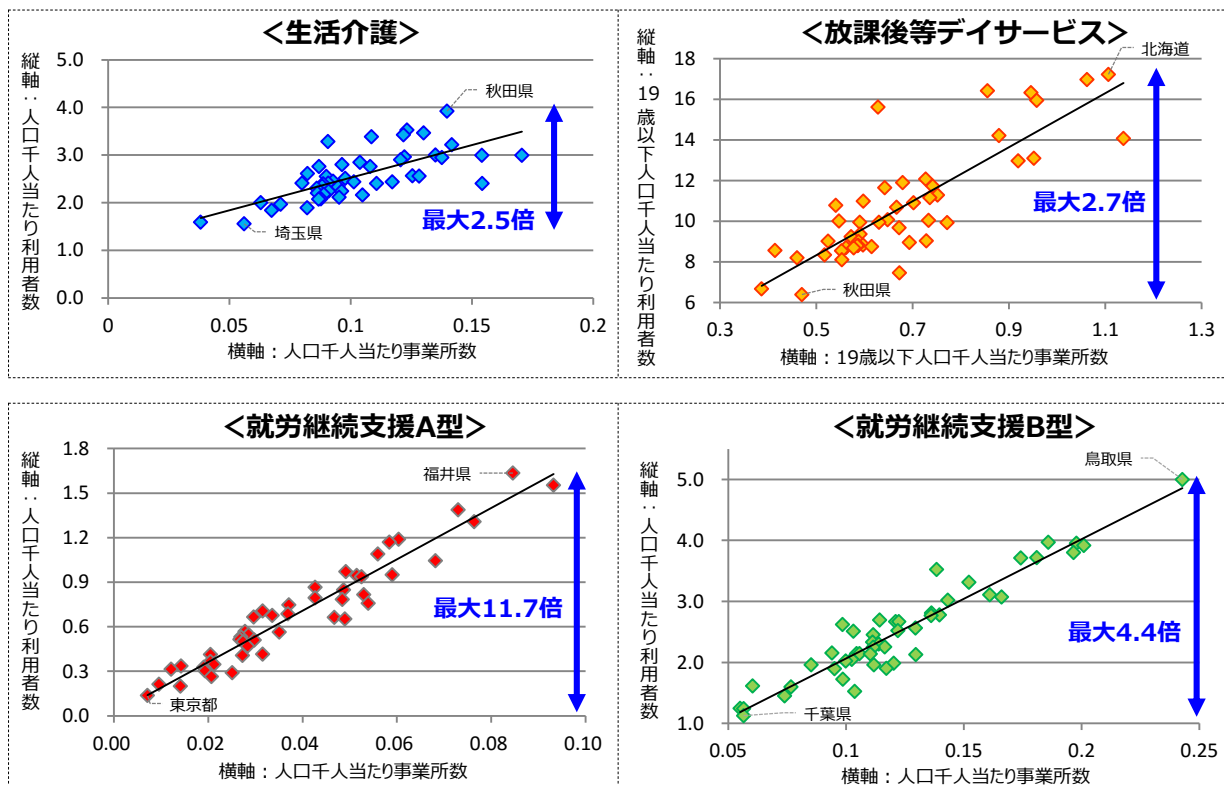 ＜生活介護＞
縦軸：人口千人当たり利用者数
5.0
4.0
3.0
2.0
1.0
0.0
秋田県
埼玉県
最大2.5倍
0
0.05
0.1
0.15
0.2
横軸：人口千人当たり事業所数
＜放課後等デイサービス＞
縦軸：19歳以下人口千人当たり利用者数
18
16
14
12
10
8
6
北海道
秋田県
最大2.7倍
0.3
0.5
0.7
0.9
1.1
1.3
横軸：19歳以下人口千人当たり事業所数
＜就労継続支援A型＞
縦軸：人口千人当たり利用者数
1.8
1.5
1.2
0.9
0.6
0.3
0.0
福井県
東京都
最大11.7倍
0.00
0.02
0.04
0.06
0.08
0.10
横軸：人口千人当たり事業所数
＜就労継続支援B型＞
縦軸：人口千人当たり利用者数
5.0
4.0
3.0
2.0
1.0
鳥取県
千葉県
最大4.4倍
0.05
0.1
0.15
0.2
0.25
横軸：人口千人当たり事業所数